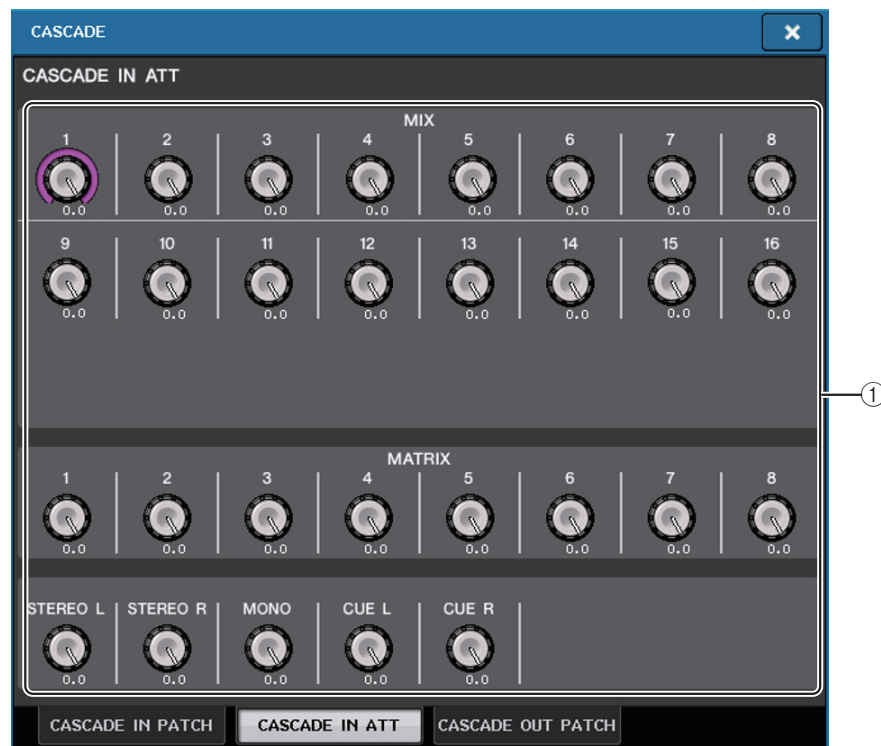 CASCADE
CASCADE IN ATT
MIX
1 2 3 4 5 6 7 8
0.0 0.0 0.0 0.0 0.0 0.0 0.0 0.0
9 10 11 12 13 14 15 16
0.0 0.0 0.0 0.0 0.0 0.0 0.0 0.0
①
MATRIX
1 2 3 4 5 6 7 8
0.0 0.0 0.0 0.0 0.0 0.0 0.0 0.0
STEREO L STEREO R MONO CUE L CUE R
0.0 0.0 0.0 0.0 0.0
CASCADE IN PATCH CASCADE IN ATT CASCADE OUT PATCH